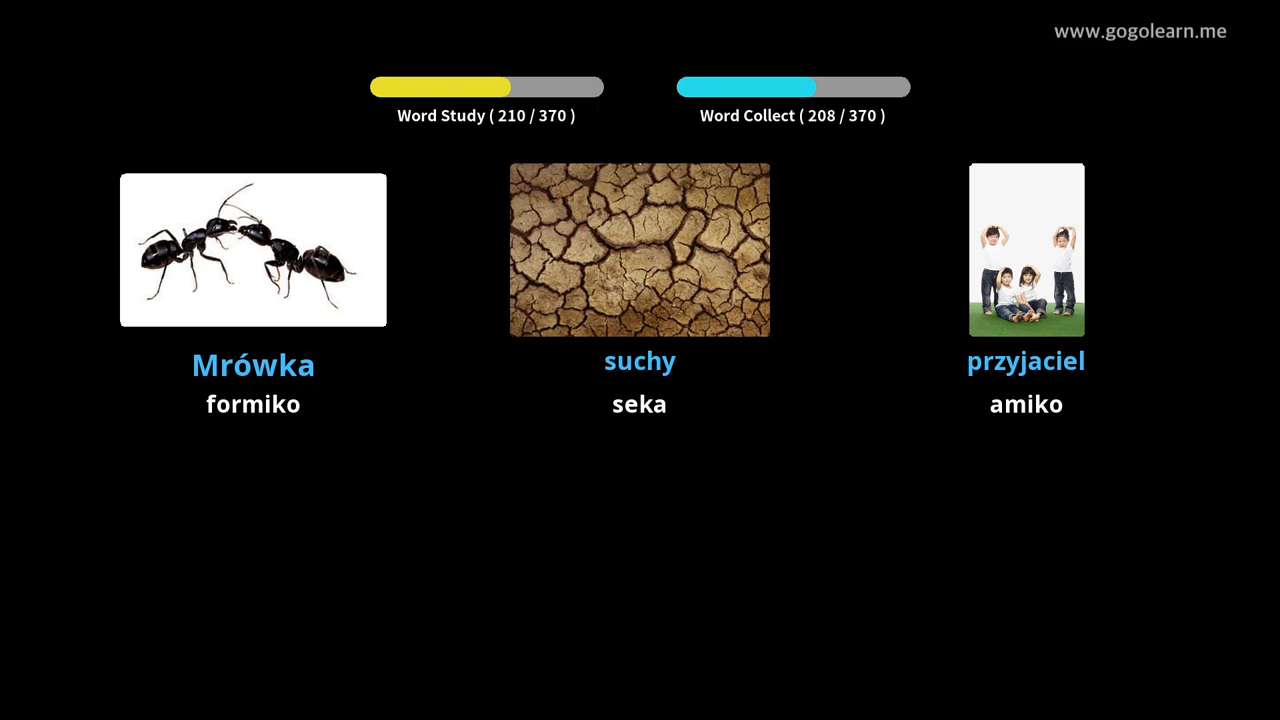 www.gogolearn.me
Word Study ( 210 / 370 )
Word Collect ( 208 / 370 )
Mrówka
suchy
przyjaciel
formiko
seka
amiko